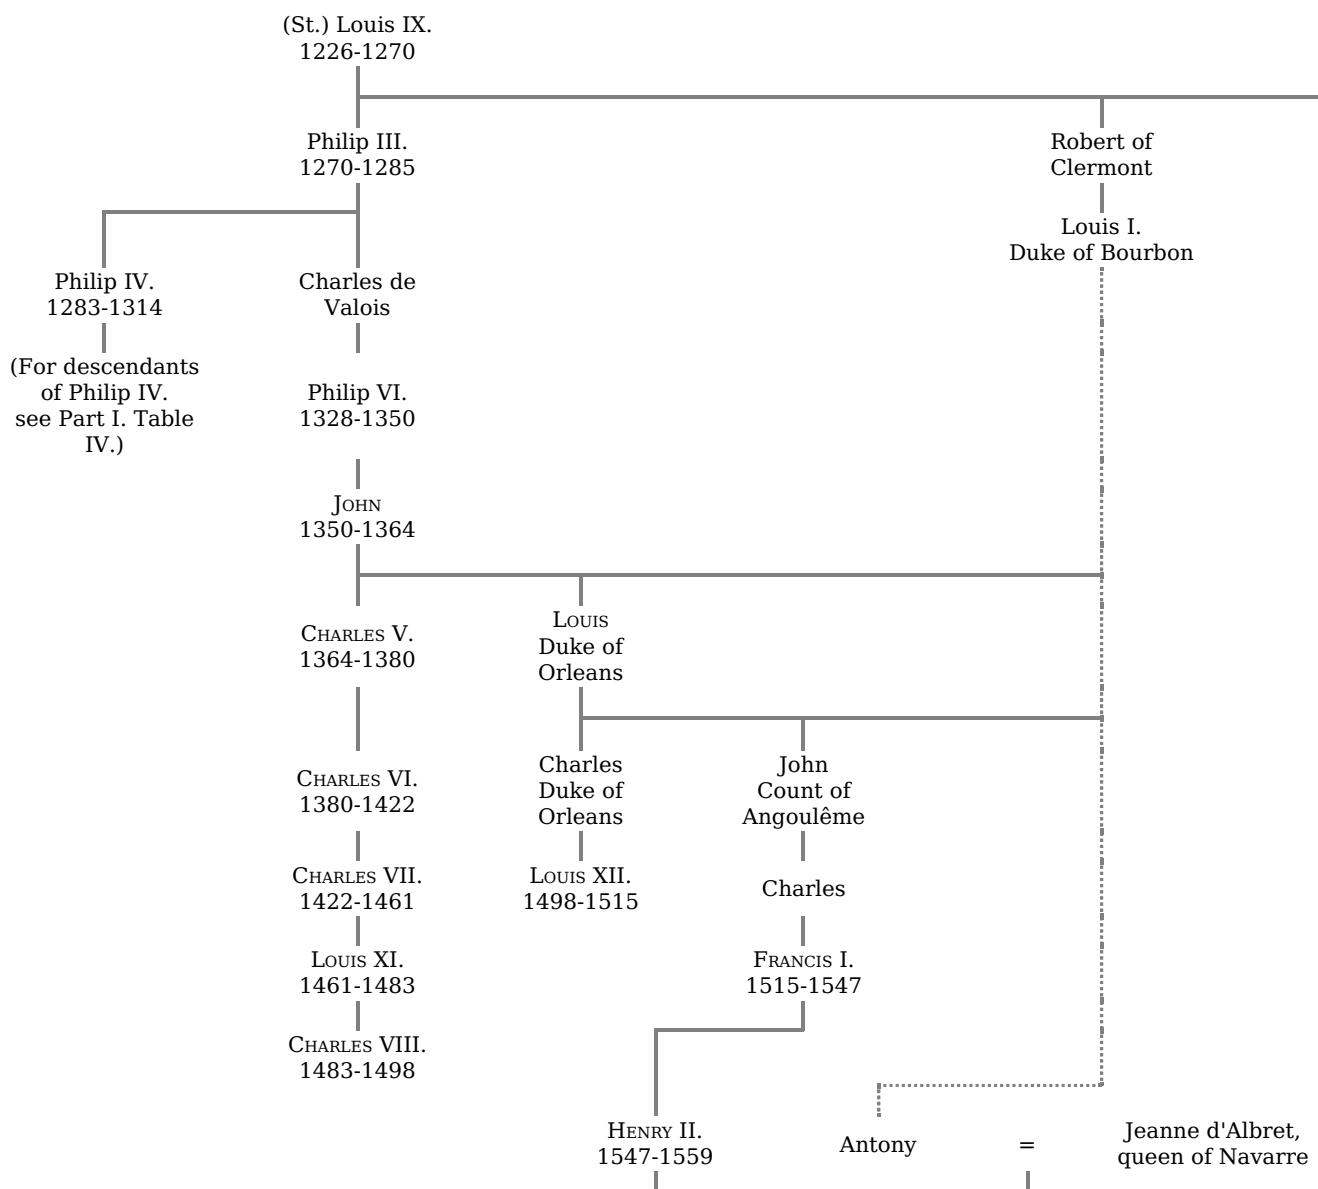 (St.) Louis IX.
1226-1270
Philip III.
1270-1285
Robert of
Clermont
Louis I.
Duke of Bourbon
Philip IV.
1283-1314
Charles de
Valois
(For descendants
of Philip IV.
see Part I. Table
IV.)
Philip VI.
1328-1350
JOHN
1350-1364
CHARLES V.
1364-1380
LOUIS
Duke of
Orleans
CHARLES VI.
1380-1422
Charles
Duke of
Orleans
John
Count of
Angoulême
CHARLES VII.
1422-1461
LOUIS XII.
1498-1515
Charles
LOUIS XI.
1461-1483
FRANCIS I.
1515-1547
CHARLES VIII.
1483-1498
HENRY II.
1547-1559
Antony
=
Jeanne d'Albret,
queen of Navarre